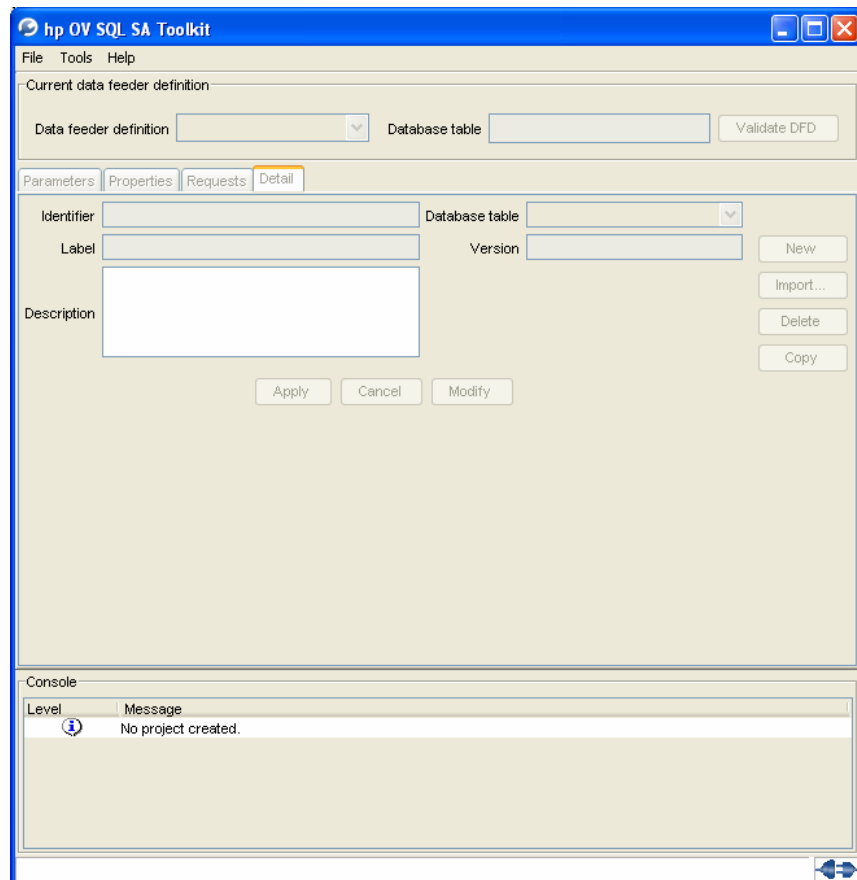 hp OV SQL SA Toolkit
File Tools Help
Current data feeder definition
Data feeder definition Database table Validate DFD
Parameters Properties Requests Detail
Identifier Database table
Label Version New
Import...
Description Delete
Copy
Apply Cancel Modify
Console
Level Message
No project created.